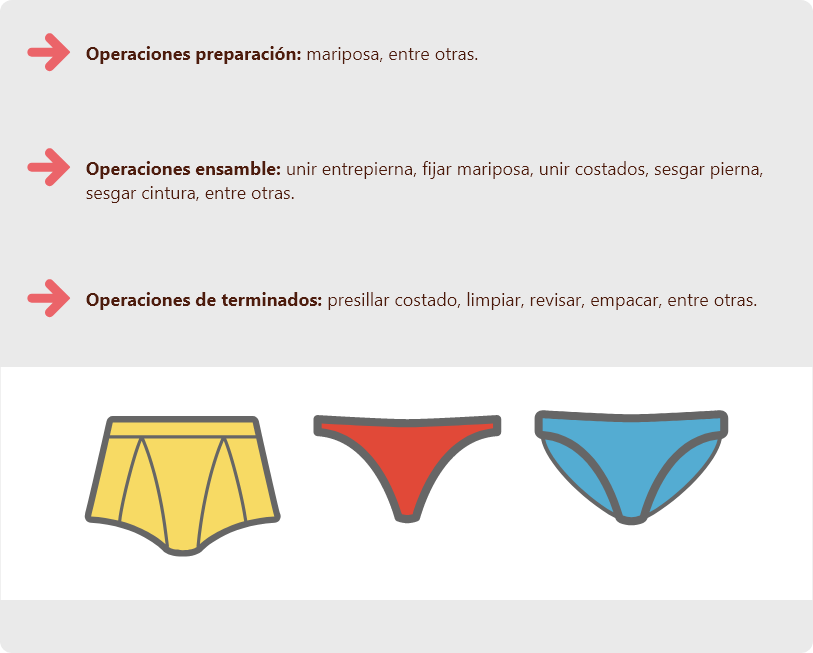 Operaciones preparación: mariposa, entre otras.
Operaciones ensamble: unir entrepierna, fijar mariposa, unir costados, sesgar pierna,
sesgar cintura, entre otras.
Operaciones de terminados: presillar costado, limpiar, revisar, empacar, entre otras.